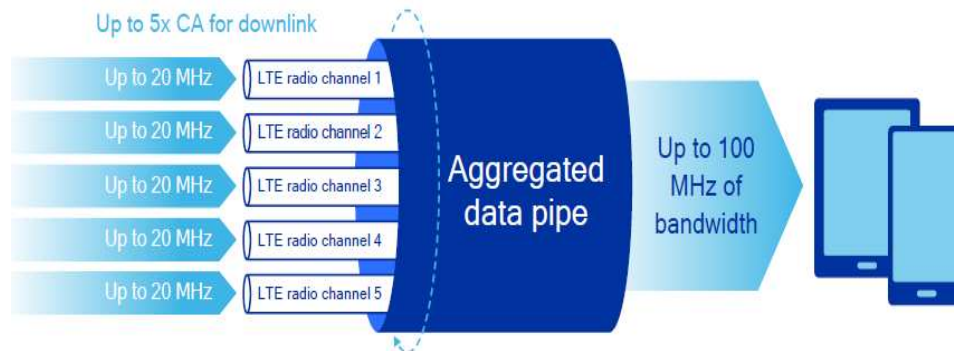 Up to 5x CA for downlink
Up to 20 MHz
LTE radio channel 1
Up to 20 MHz
LTE radio channel 2
Up to 20 MHz
LTE radio channel 3
Up to 20 MHz
LTE radio channel 4
Up to 20 MHz
LTE radio channel 5
Aggregated
data pipe
Up to 100
MHz of
bandwidth